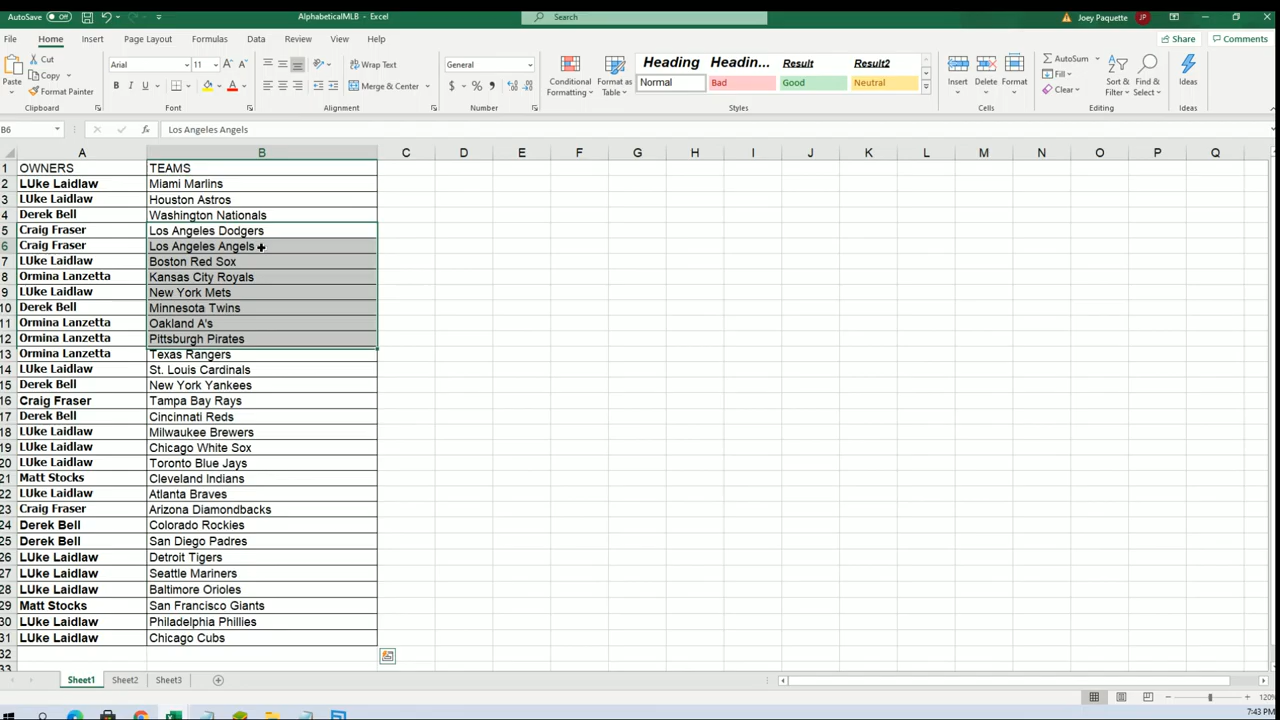 AutoSave Off AlphabeticalMLB - Excel Search Joey Paquette JP
File Home Insert Draw Page Layout Formulas Data Review View Help Share Comments
Paste Cut Copy Format Painter Clipboard
Arial 11 B I U A Font
Wrap Text Merge & Center Alignment
General $ % Number
Conditional Formatting Format as Table
Heading Headin... Result Result2
Normal Bad Good Neutral Styles
Insert Delete Format Cells
AutoSum Fill Clear Sort & Filter Find & Select Editing
Ideas Ideas
B6 fx Los Angeles Angels
A B C D E F G H I J K L M N O P Q
1 OWNERS TEAMS
2 LUke Laidlaw Miami Marlins
3 LUke Laidlaw Houston Astros
4 Derek Bell Washington Nationals
5 Craig Fraser Los Angeles Dodgers
6 Craig Fraser Los Angeles Angels
7 LUke Laidlaw Boston Red Sox
8 Ormina Lanzetta Kansas City Royals
9 LUke Laidlaw New York Mets
10 Derek Bell Minnesota Twins
11 Ormina Lanzetta Oakland A's
12 Ormina Lanzetta Pittsburgh Pirates
13 Ormina Lanzetta Texas Rangers
14 LUke Laidlaw St. Louis Cardinals
15 Derek Bell New York Yankees
16 Craig Fraser Tampa Bay Rays
17 Derek Bell Cincinnati Reds
18 LUke Laidlaw Milwaukee Brewers
19 LUke Laidlaw Chicago White Sox
20 LUke Laidlaw Toronto Blue Jays
21 Matt Stocks Cleveland Indians
22 LUke Laidlaw Atlanta Braves
23 Craig Fraser Arizona Diamondbacks
24 Derek Bell Colorado Rockies
25 Derek Bell San Diego Padres
26 LUke Laidlaw Detroit Tigers
27 LUke Laidlaw Seattle Mariners
28 LUke Laidlaw Baltimore Orioles
29 Matt Stocks San Francisco Giants
30 LUke Laidlaw Philadelphia Phillies
31 LUke Laidlaw Chicago Cubs
32
33
Sheet1 Sheet2 Sheet3
120%
7:43 PM